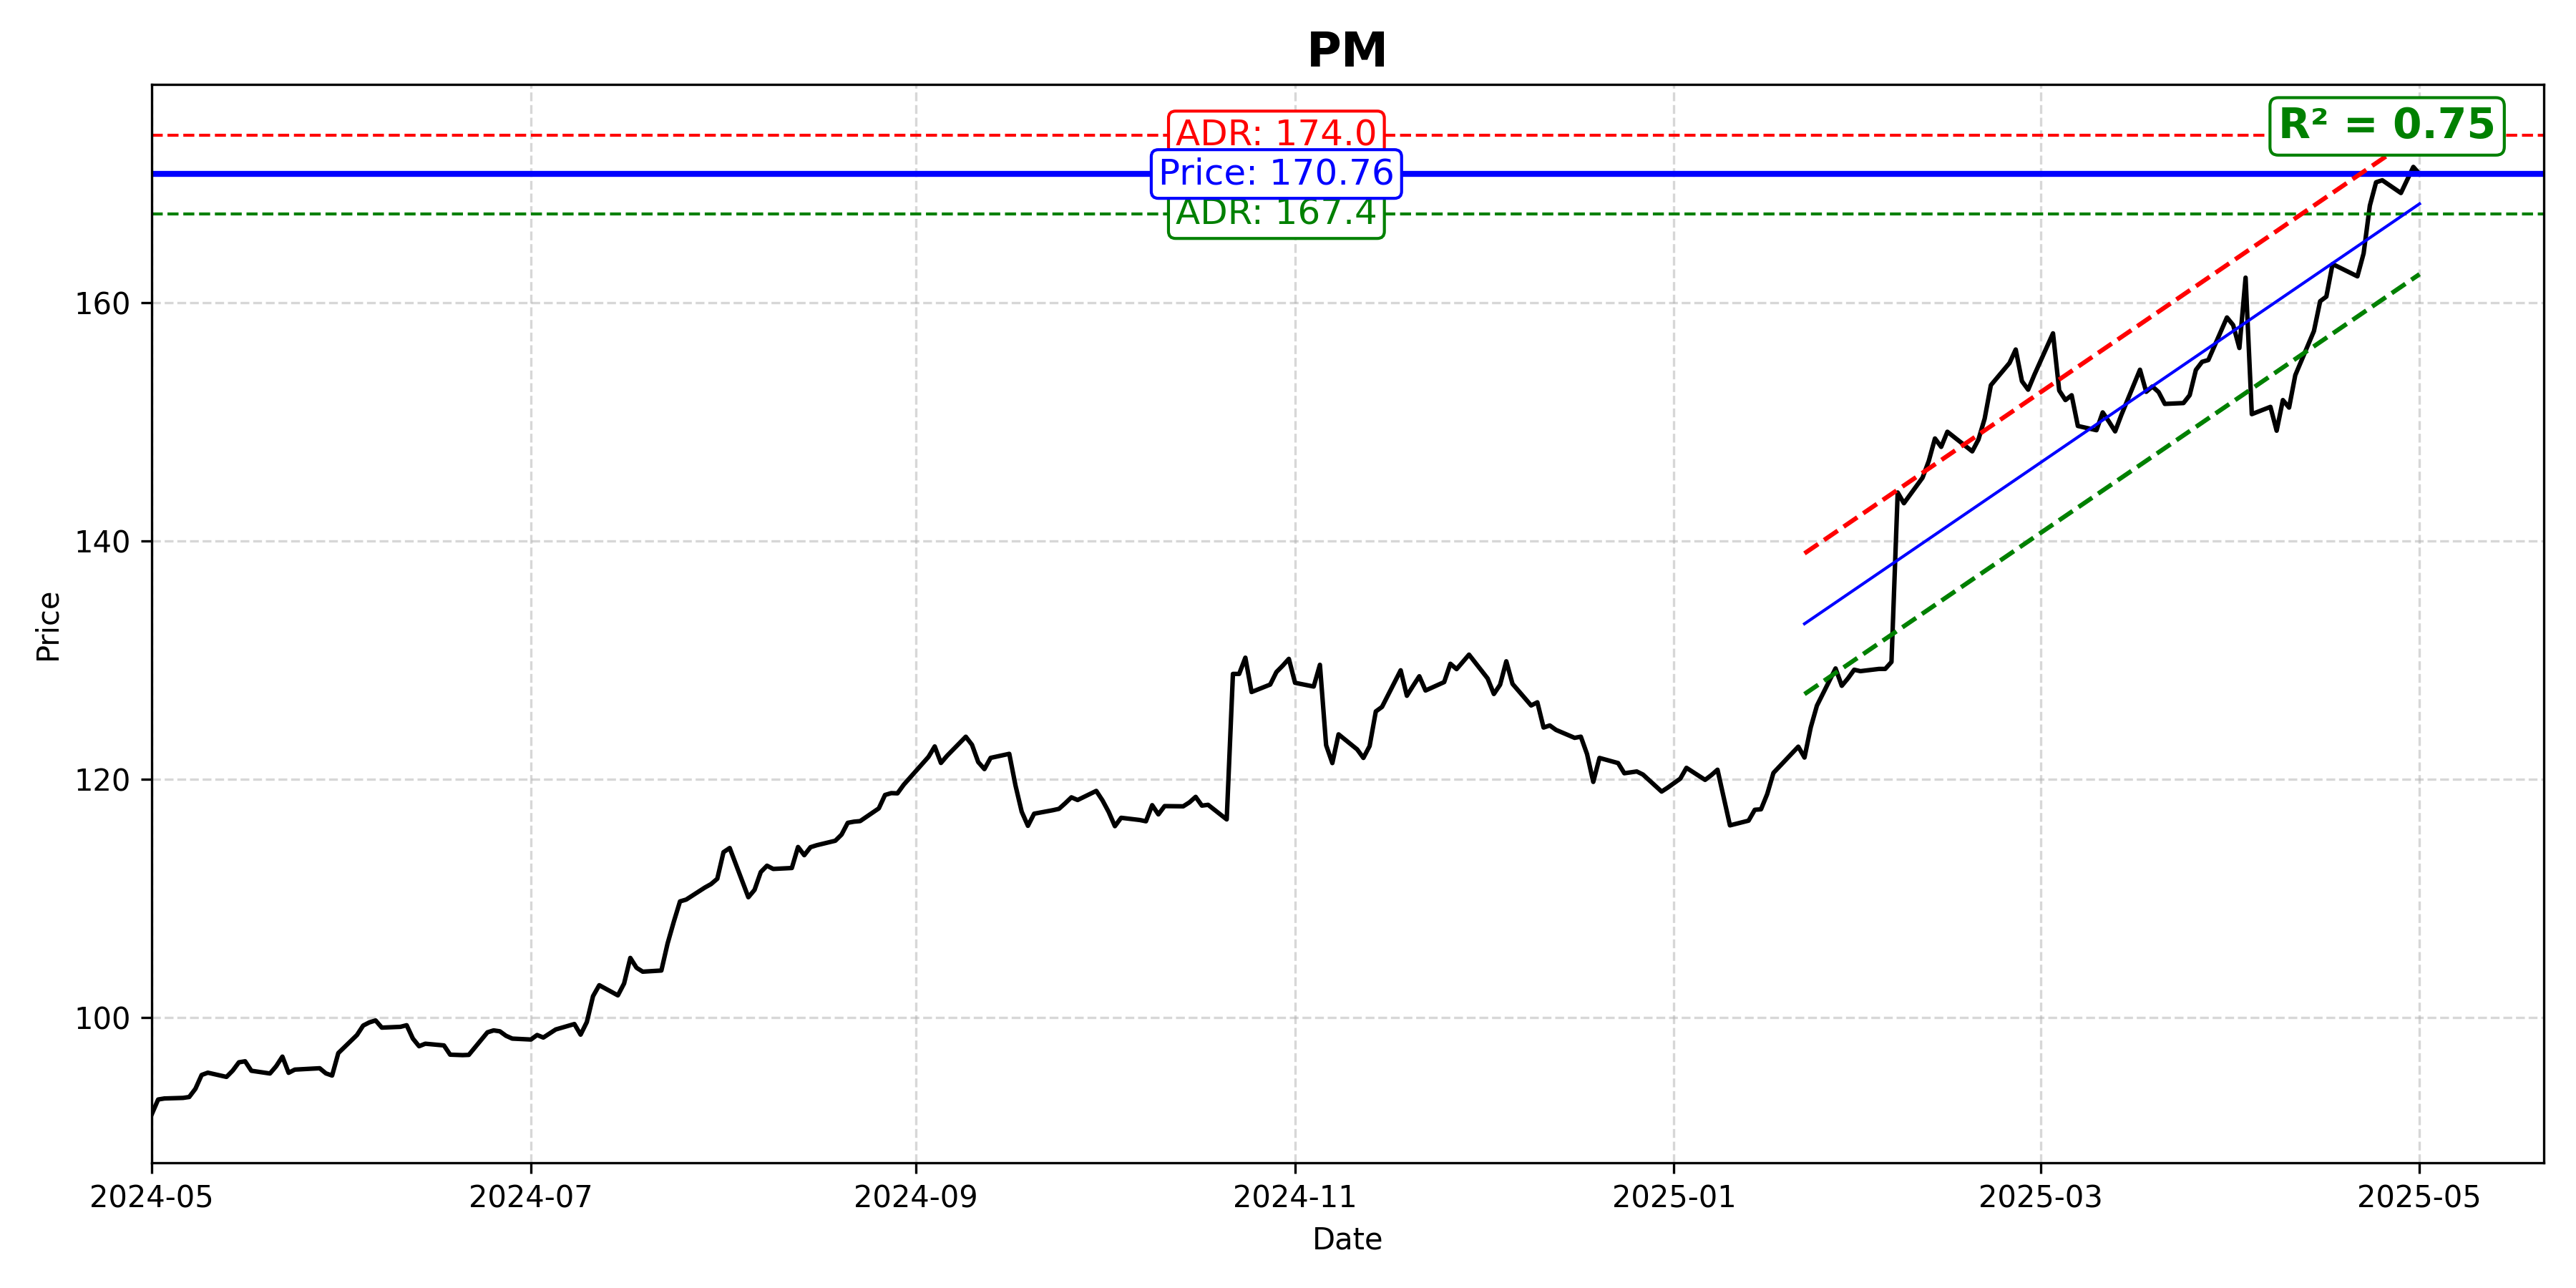 PM
R² = 0.75
ADR: 174.0
Price: 170.76
ADR: 167.4
160
140
120
100
Price
2024-05
2024-07
2024-09
2024-11
2025-01
2025-03
2025-05
Date